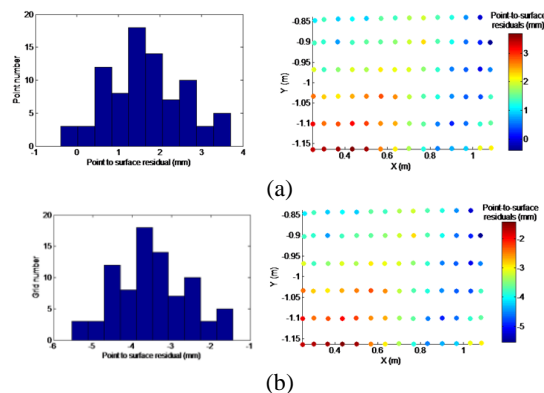 Point number
20
15
10
5
0
-1 0 1 2 3 4
Point to surface residual (mm)
Point-to-surface
residuals (mm)
Y (m)
-0.85
-0.9
-0.95
-1
-1.05
-1.1
-1.15
0.4 0.6 0.8 1
X (m)
3
2
1
0
(a)
Grid number
20
15
10
5
0
-6 -5 -4 -3 -2 -1
Point to surface residual (mm)
Point-to-surface
residuals (mm)
Y (m)
-0.85
-0.9
-0.95
-1
-1.05
-1.1
-1.15
0.4 0.6 0.8 1
X (m)
-2
-3
-4
-5
(b)